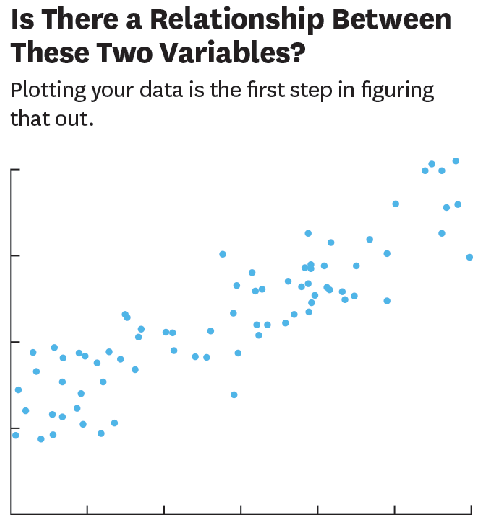 Is There a Relationship Between
These Two Variables?
Plotting your data is the first step in figuring
that out.